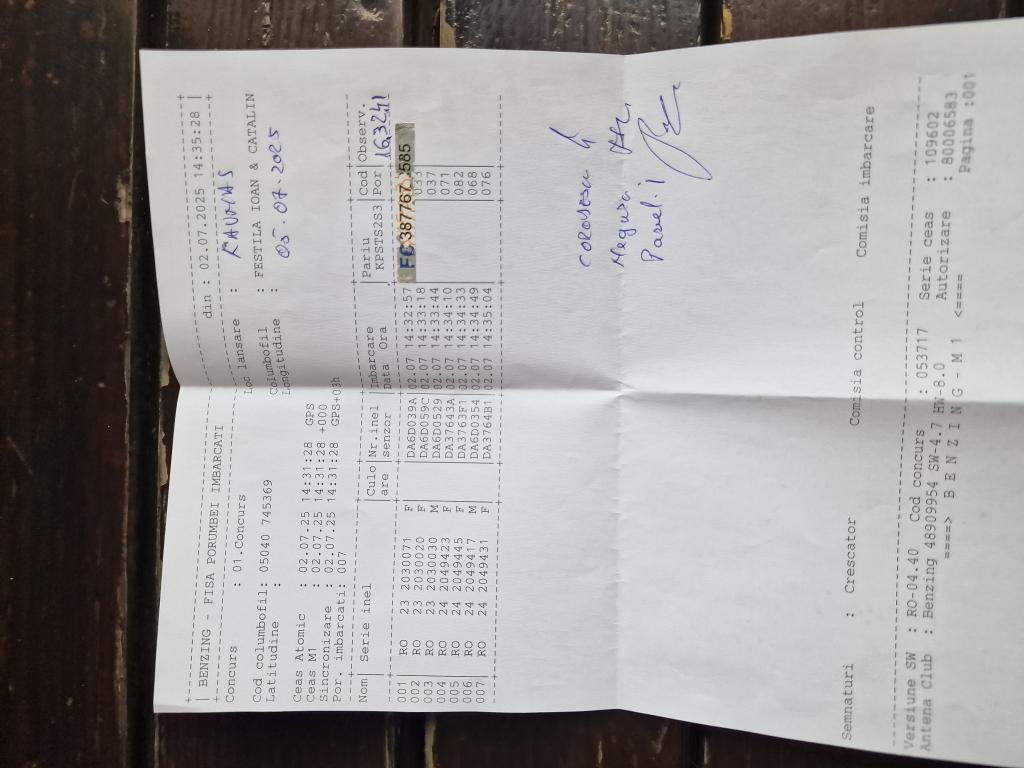 BENZING - FISA PORUMBEI IMBARCATI din : 02.07.2025 14:35:28
Concurs : 01.Concurs Loc lansare :
Cod columbofil: 05040 745369 Columbofil : FESTILA IOAN & CATALIN
Latitudine : Longitudine : 05.07.2025
Ceas Atomic : 02.07.25 14:31:28 GPS
Ceas M1 : 02.07.25 14:31:28 +000
Sincronizare : 02.07.25 14:31:28 GPS+03h
Por. imbarcati: 007
Nom| Serie inel |Culo|Nr.inel|Imbarcare |Pariu |Cod|Observ.
|are |senzor |Data Ora |KPSTS2S3|Por| 163241
001| RO 23 2030071 F | |DA6D039A|02.07 14:32:57 387767 585
002| RO 23 2030020 F | |DA6D059C|02.07 14:33:18
003| RO 23 2030030 M | |DA6D0529|02.07 14:33:44| |037|
004| RO 24 2049423 F | |DA37643A|02.07 14:34:10| |071|
005| RO 24 2049445 F | |DA3763F1|02.07 14:34:33| |082|
006| RO 24 2049417 M | |DA6D0354|02.07 14:34:49| |068|
007| RO 24 2049431 F | |DA3764B1|02.07 14:35:04| |076|
Pavel. i
Semnaturi : Crescator Comisia control Comisia imbarcare
Versiune SW : RO-04.40 Cod concurs : 053717 Serie ceas : 109602
Antena Club : Benzing 48909954 SW-4.7 HW-8.0 Autorizare : 80006583
====> B E N Z I N G - M 1 <==== Pagina :001